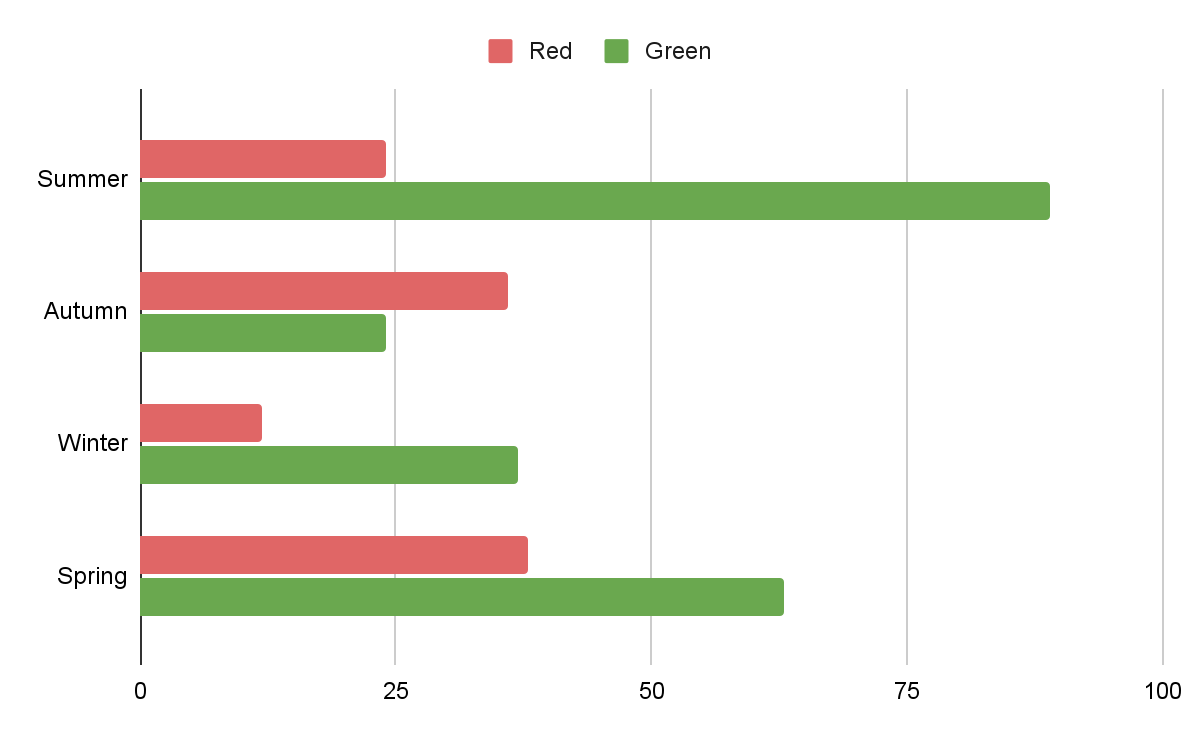 Red Green
Summer
Autumn
Winter
Spring
0 25 50 75 100